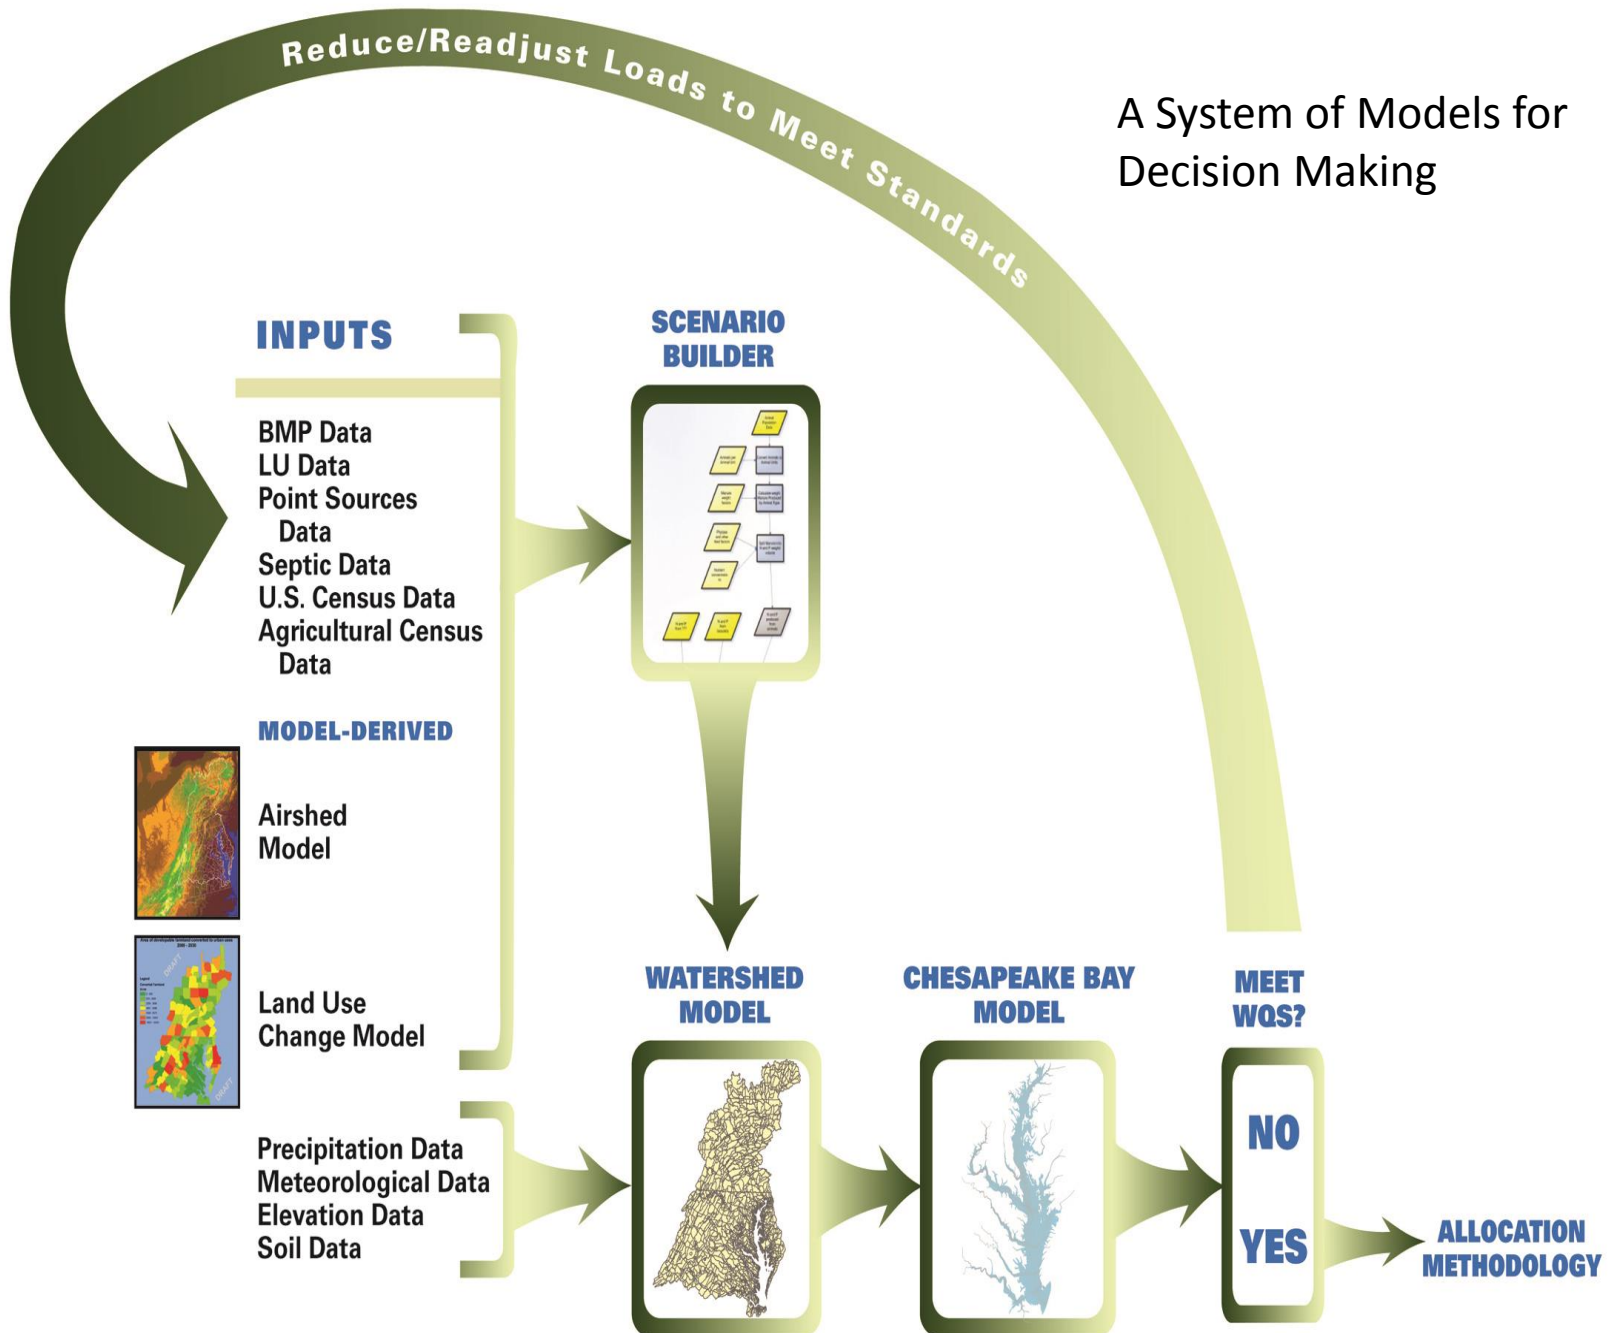 Reduce/Readjust Loads to Meet Standards
A System of Models for
Decision Making
INPUTS
BMP Data
LU Data
Point Sources
Data
Septic Data
U.S. Census Data
Agricultural Census
Data
MODEL-DERIVED
Airshed
Model
DRAFT
DRAFT
Land Use
Change Model
Precipitation Data
Meteorological Data
Elevation Data
Soil Data
SCENARIO
BUILDER
WATERSHED
MODEL
CHESAPEAKE BAY
MODEL
MEET
WQS?
NO
YES
ALLOCATION
METHODOLOGY